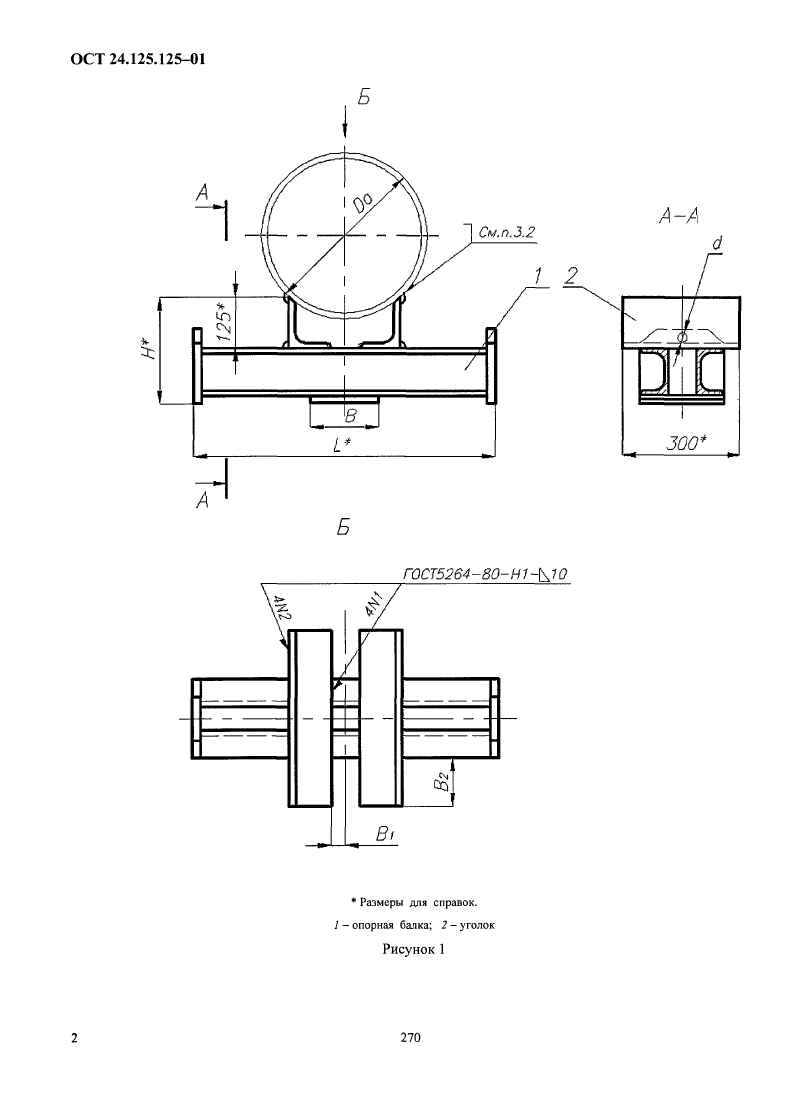 ОСТ 24.125.125–01
Б
А
Da
См.п.3.2
А–А
d
1
2
125*
H*
B
L*
300*
А
Б
ГОСТ5264–80–Н1–◺10
4N2
4N1
B2
B1
* Размеры для справок.
1 – опорная балка; 2 – уголок
Рисунок 1
2
270